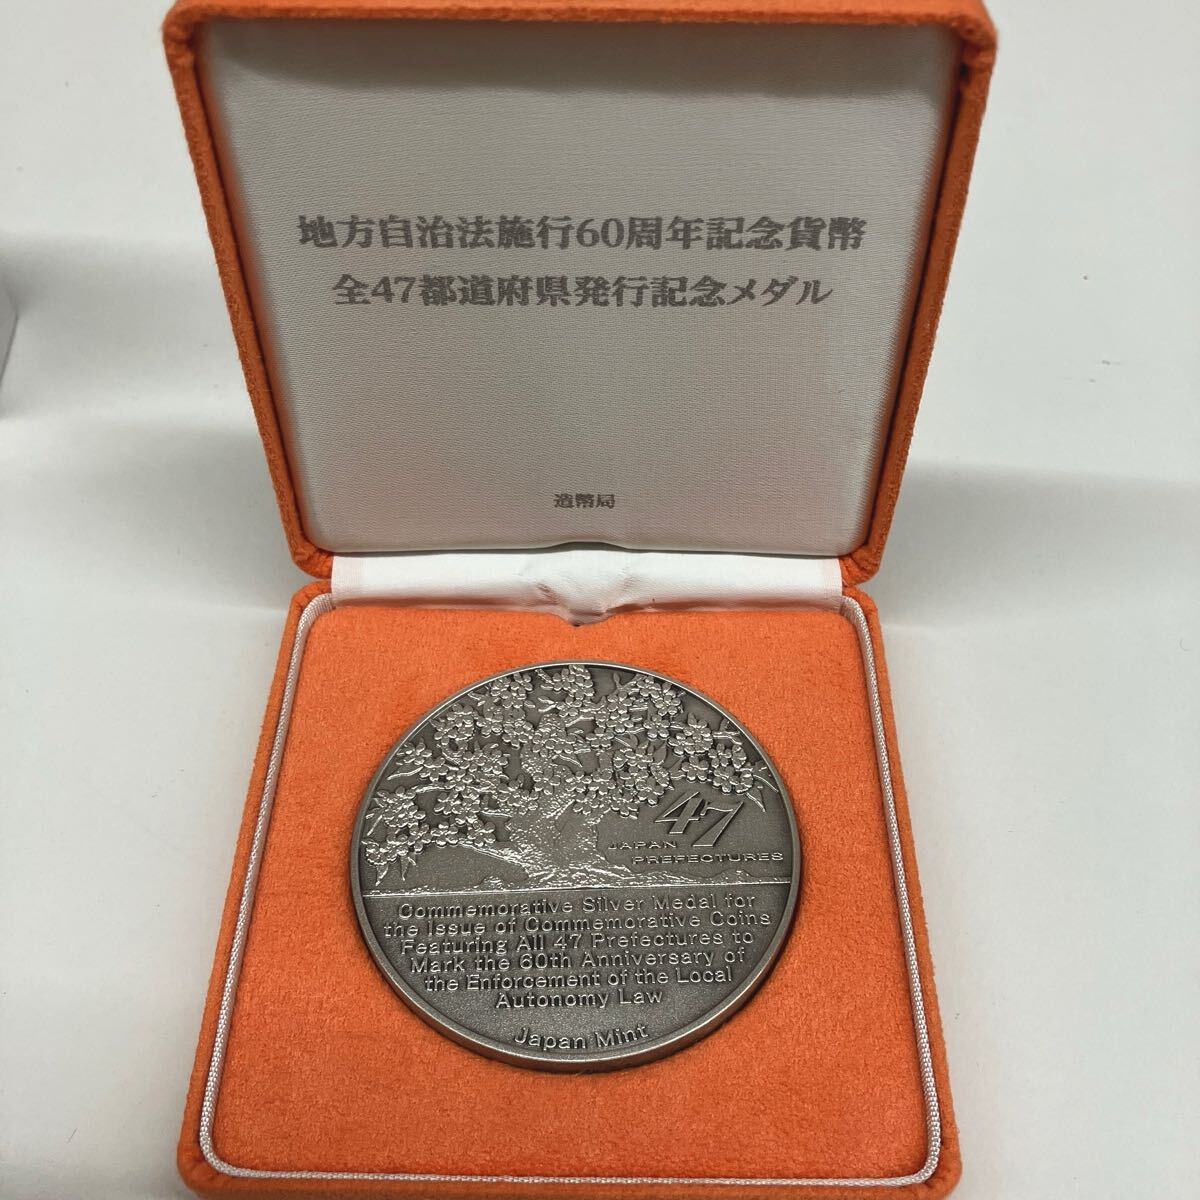 地方自治法施行60周年記念貨幣
全47都道府県発行記念メダル
造幣局
47
JAPAN
PREFECTURES
Commemorative Silver Medal for
the Issue of Commemorative Coins
Featuring All 47 Prefectures to
Mark the 60th Anniversary of
the Enforcement of the Local
Autonomy Law
Japan Mint